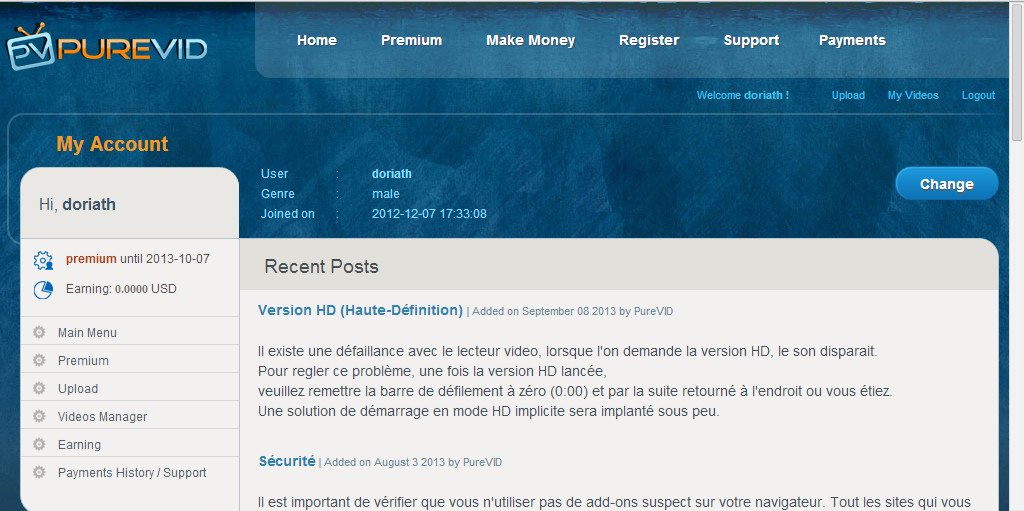 PV PUREVID
Home Premium Make Money Register Support Payments
Welcome doriath ! Upload My Videos Logout
My Account
Hi, doriath
premium until 2013-10-07
Earning: 0.0000 USD
Main Menu
Premium
Upload
Videos Manager
Earning
Payments History / Support
User : doriath
Genre : male
Joined on : 2012-12-07 17:33:08
Change
Recent Posts
Version HD (Haute-Définition) | Added on September 08 2013 by PureVID
Il existe une défaillance avec le lecteur video, lorsque l'on demande la version HD, le son disparait.
Pour regler ce problème, une fois la version HD lancée,
veuillez remettre la barre de défilement à zéro (0:00) et par la suite retourné à l'endroit ou vous étiez.
Une solution de démarrage en mode HD implicite sera implanté sous peu.
Sécurité | Added on August 3 2013 by PureVID
Il est important de vérifier que vous n'utiliser pas de add-ons suspect sur votre navigateur. Tout les sites qui vous